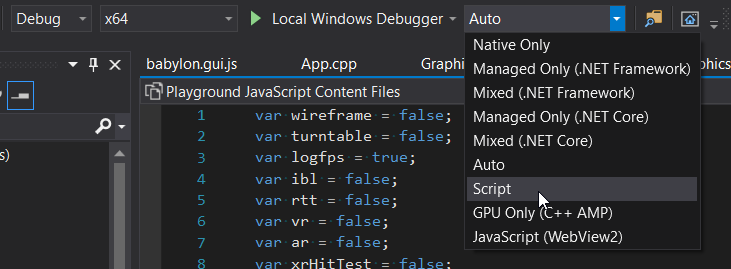 Debug x64 Local Windows Debugger Auto
Native Only
babylon.gui.js App.cpp Graphi phics
Managed Only (.NET Framework)
Playground JavaScript Content Files
Mixed (.NET Framework)
Managed Only (.NET Core)
Mixed (.NET Core)
Auto
Script
GPU Only (C++ AMP)
JavaScript (WebView2)
1 var wireframe = false;
2 var turntable = false;
3 var logfps = true;
s) 4 var ibl = false;
5 var rtt = false;
6 var vr = false;
7 var ar = false;
8 var xrHitTest = false;